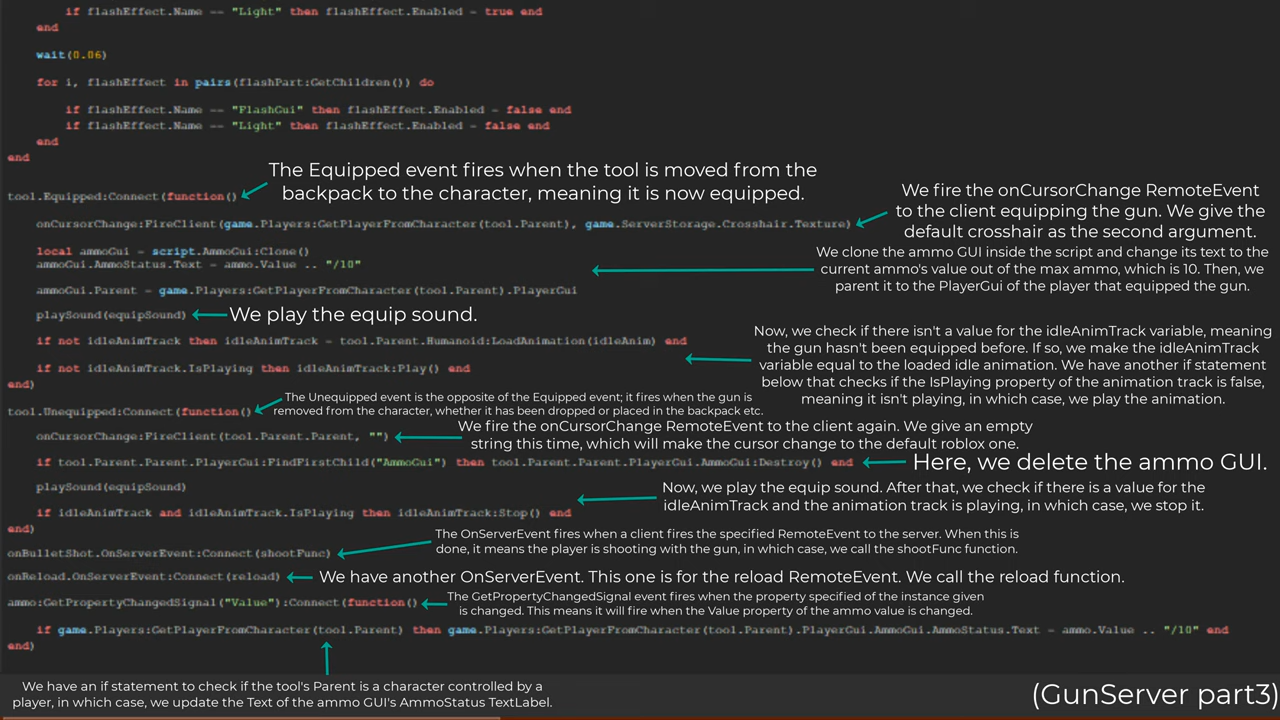 if flashEffect.Name == "Light" then flashEffect.Enabled = true end
end
wait(0.06)
for i, flashEffect in pairs(flashPart:GetChildren()) do
if flashEffect.Name == "FlashGui" then flashEffect.Enabled = false end
if flashEffect.Name == "Light" then flashEffect.Enabled = false end
end
end
The Equipped event fires when the tool is moved from the
backpack to the character, meaning it is now equipped.
tool.Equipped:Connect(function()
We fire the onCursorChange RemoteEvent
to the client equipping the gun. We give the
default crosshair as the second argument.
onCursorChange:FireClient(game.Players:GetPlayerFromCharacter(tool.Parent), game.ServerStorage.Crosshair.Texture)
local ammoGui = script.AmmoGui:Clone()
ammoGui.AmmoStatus.Text = ammo.Value .. "/10"
We clone the ammo GUI inside the script and change its text to the
current ammo's value out of the max ammo, which is 10. Then, we
parent it to the PlayerGui of the player that equipped the gun.
ammoGui.Parent = game.Players:GetPlayerFromCharacter(tool.Parent).PlayerGui
playSound(equipSound)
We play the equip sound.
if not idleAnimTrack then idleAnimTrack = tool.Parent.Humanoid:LoadAnimation(idleAnim) end
Now, we check if there isn't a value for the idleAnimTrack variable, meaning
the gun hasn't been equipped before. If so, we make the idleAnimTrack
variable equal to the loaded idle animation. We have another if statement
below that checks if the IsPlaying property of the animation track is false,
meaning it isn't playing, in which case, we play the animation.
if not idleAnimTrack.IsPlaying then idleAnimTrack:Play() end
end)
The Unequipped event is the opposite of the Equipped event; it fires when the gun is
removed from the character, whether it has been dropped or placed in the backpack etc.
tool.Unequipped:Connect(function()
We fire the onCursorChange RemoteEvent to the client again. We give an empty
string this time, which will make the cursor change to the default roblox one.
onCursorChange:FireClient(tool.Parent.Parent, "")
if tool.Parent.Parent.PlayerGui:FindFirstChild("AmmoGui") then tool.Parent.Parent.PlayerGui.AmmoGui:Destroy() end
Here, we delete the ammo GUI.
playSound(equipSound)
Now, we play the equip sound. After that, we check if there is a value for the
idleAnimTrack and the animation track is playing, in which case, we stop it.
if idleAnimTrack and idleAnimTrack.IsPlaying then idleAnimTrack:Stop() end
end)
The OnServerEvent fires when a client fires the specified RemoteEvent to the server. When this is
done, it means the player is shooting with the gun, in which case, we call the shootFunc function.
onBulletShot.OnServerEvent:Connect(shootFunc)
onReload.OnServerEvent:Connect(reload)
We have another OnServerEvent. This one is for the reload RemoteEvent. We call the reload function.
ammo:GetPropertyChangedSignal("Value"):Connect(function()
The GetPropertyChangedSignal event fires when the property specified of the instance given
is changed. This means it will fire when the Value property of the ammo value is changed.
if game.Players:GetPlayerFromCharacter(tool.Parent) then game.Players:GetPlayerFromCharacter(tool.Parent).PlayerGui.AmmoGui.AmmoStatus.Text = ammo.Value .. "/10" end
end)
We have an if statement to check if the tool's Parent is a character controlled by a
player, in which case, we update the Text of the ammo GUI's AmmoStatus TextLabel.
(GunServer part3)